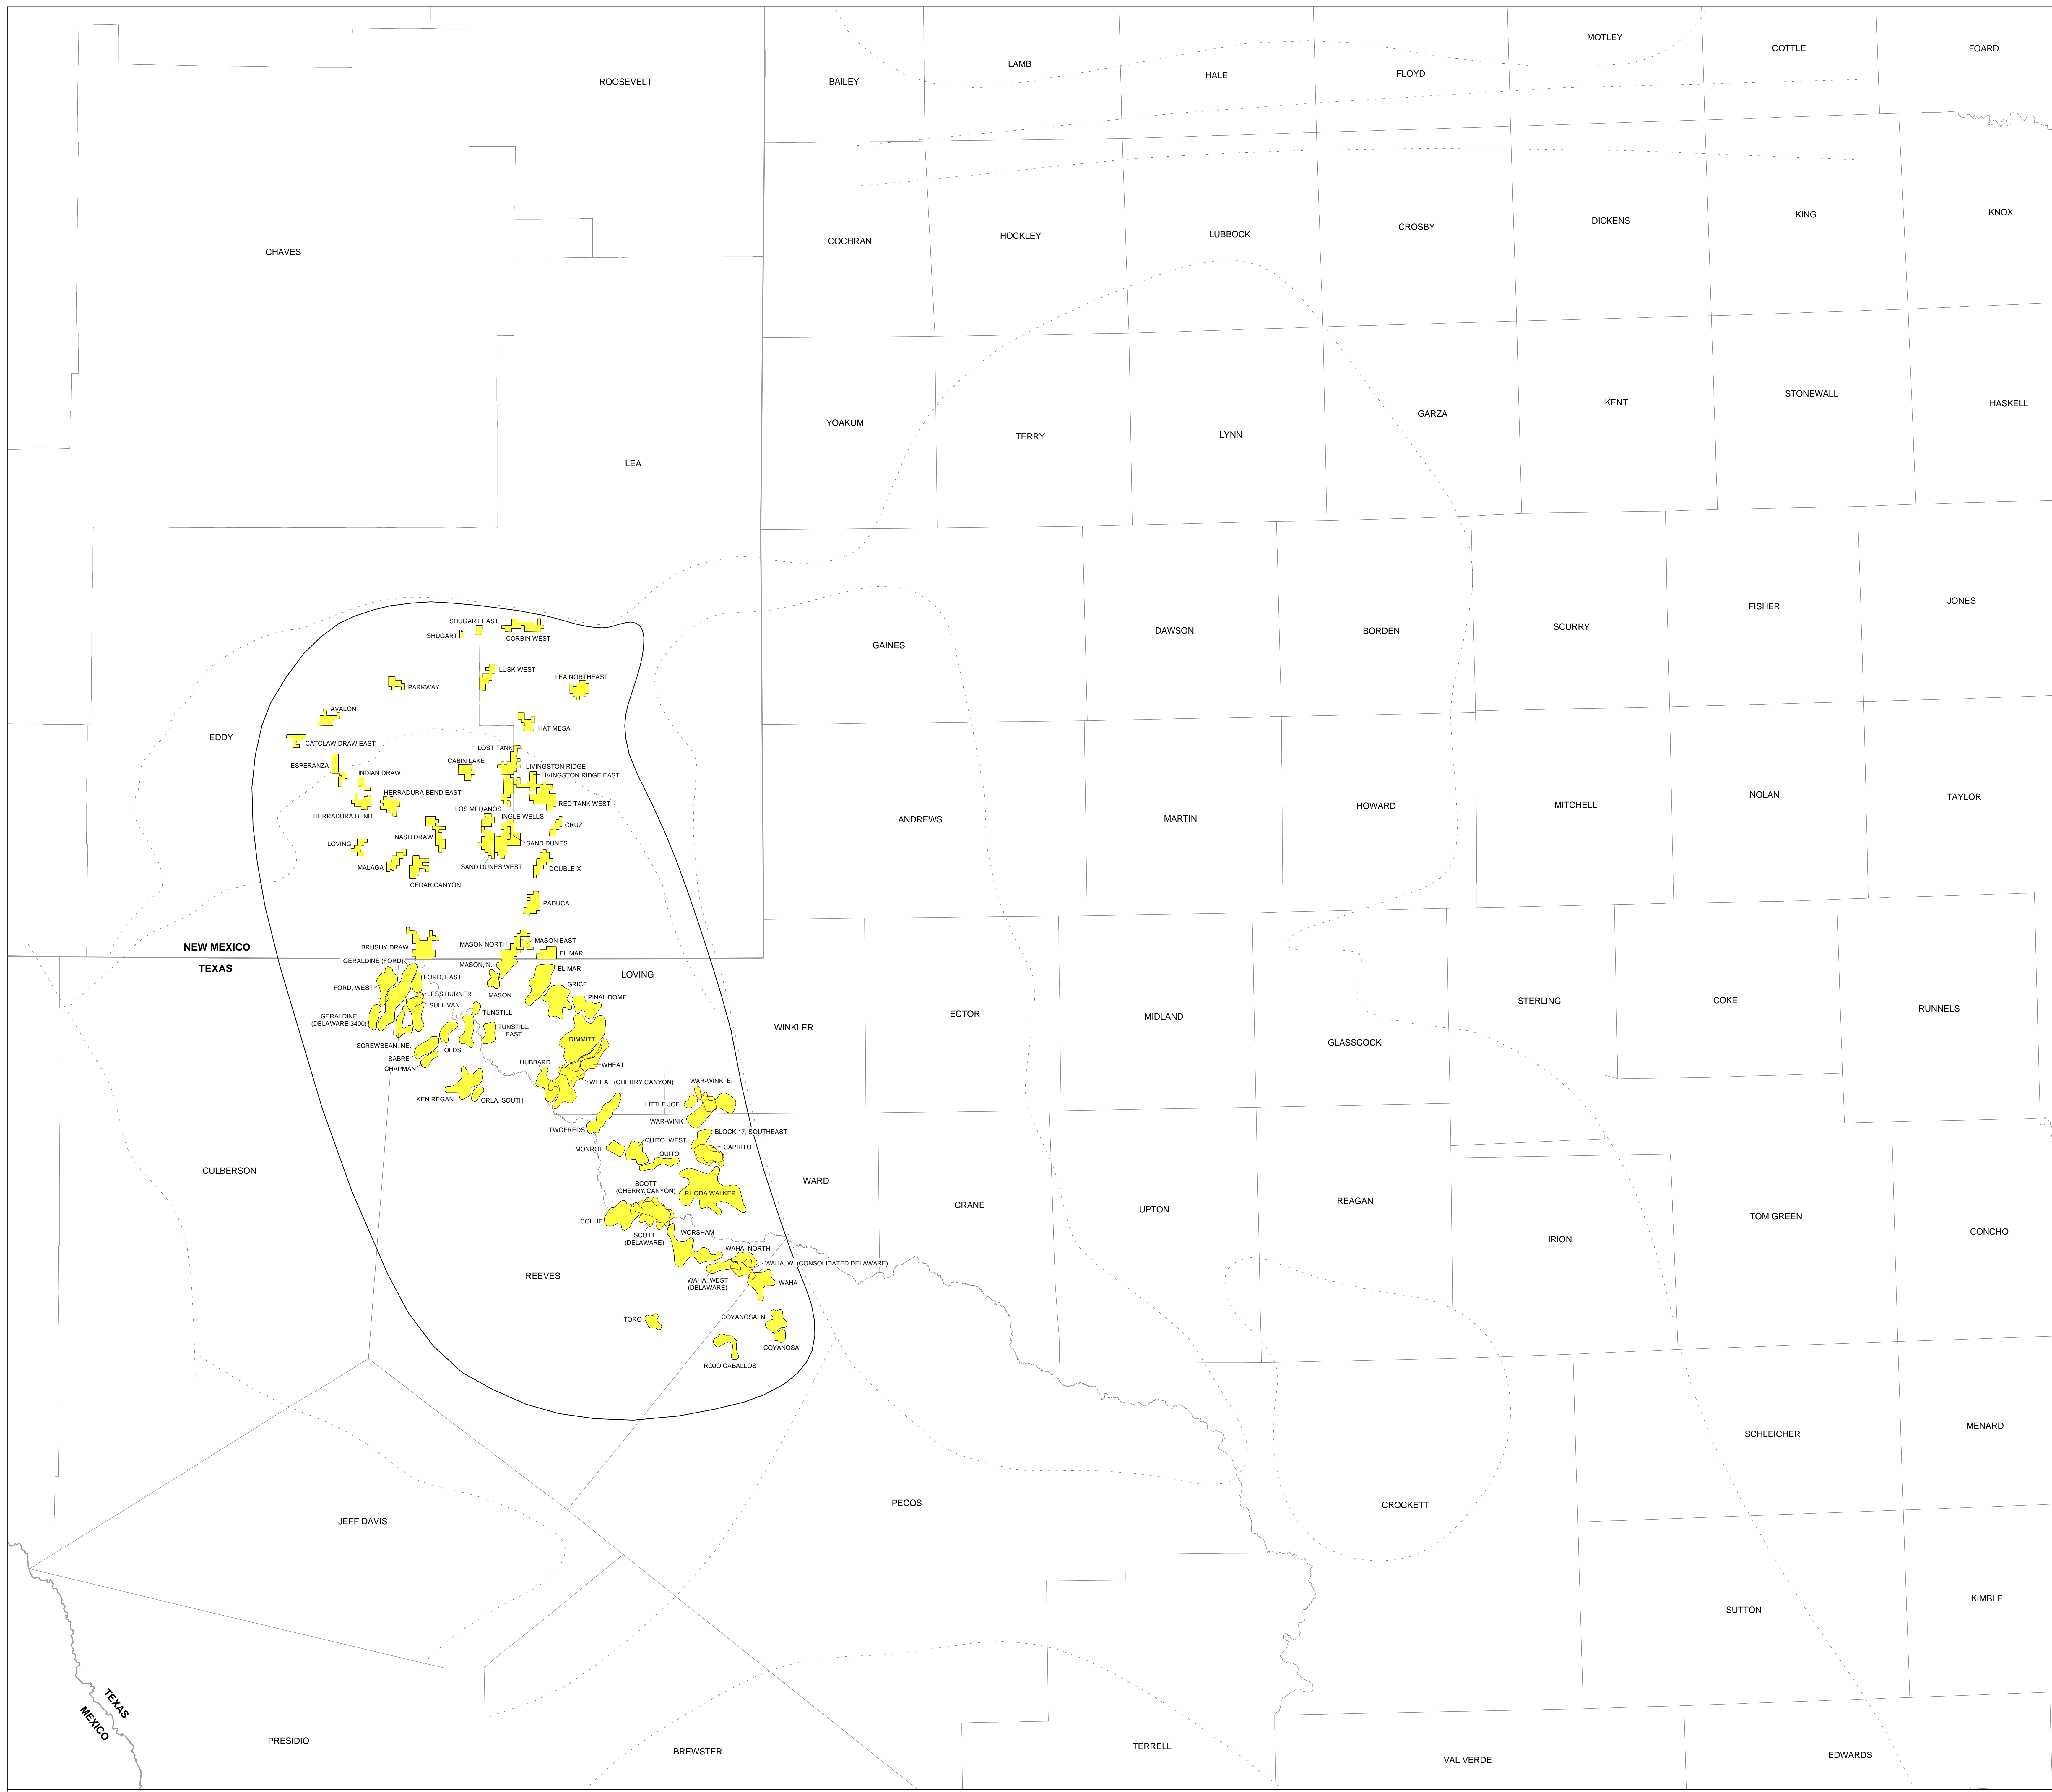 MOTLEY
COTTLE
FOARD
LAMB
HALE
FLOYD
BAILEY
ROOSEVELT
KNOX
KING
DICKENS
CROSBY
LUBBOCK
HOCKLEY
COCHRAN
CHAVES
STONEWALL
HASKELL
KENT
GARZA
YOAKUM
TERRY
LYNN
LEA
JONES
FISHER
SCURRY
BORDEN
DAWSON
GAINES
SHUGART EAST
SHUGART
CORBIN WEST
LUSK WEST
LEA NORTHEAST
PARKWAY
AVALON
HAT MESA
EDDY
CATCLAW DRAW EAST
LOST TANK
CABIN LAKE
ESPERANZA
INDIAN DRAW
LIVINGSTON RIDGE
LIVINGSTON RIDGE EAST
HERRADURA BEND EAST
RED TANK WEST
LOS MEDANOS
HERRADURA BEND
INGLE WELLS
CRUZ
NASH DRAW
LOVING
SAND DUNES
MALAGA
SAND DUNES WEST
DOUBLE X
CEDAR CANYON
PADUCA
ANDREWS
MARTIN
HOWARD
MITCHELL
NOLAN
TAYLOR
NEW MEXICO
BRUSHY DRAW
MASON NORTH
MASON EAST
EL MAR
TEXAS
GERALDINE (FORD)
MASON, N.
EL MAR
LOVING
FORD, WEST
FORD, EAST
GRICE
MASON
JESS BURNER
PINAL DOME
SULLIVAN
TUNSTILL
GERALDINE
(DELAWARE 3400)
TUNSTILL,
EAST
SCREWBEAN, NE.
OLDS
DIMMITT
SABRE
CHAPMAN
HUBBARD
WHEAT
WHEAT (CHERRY CANYON)
WAR-WINK, E.
KEN REGAN
ORLA, SOUTH
LITTLE JOE
WAR-WINK
TWOFREDS
BLOCK 17, SOUTHEAST
MONROE
QUITO, WEST
CAPRITO
QUITO
WINKLER
ECTOR
MIDLAND
GLASSCOCK
STERLING
COKE
RUNNELS
CULBERSON
SCOTT
(CHERRY CANYON)
RHODA WALKER
WARD
CRANE
UPTON
REAGAN
IRION
TOM GREEN
CONCHO
COLLIE
SCOTT
(DELAWARE)
WORSHAM
WAHA, NORTH
WAHA, W. (CONSOLIDATED DELAWARE)
WAHA, WEST
(DELAWARE)
WAHA
REEVES
TORO
COYANOSA, N.
COYANOSA
ROJO CABALLOS
MENARD
SCHLEICHER
PECOS
CROCKETT
JEFF DAVIS
KIMBLE
SUTTON
TEXAS
MEXICO
PRESIDIO
BREWSTER
TERRELL
VAL VERDE
EDWARDS